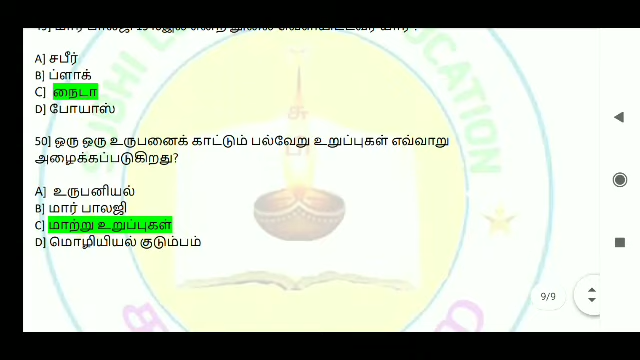 A] சபீர்
B] ப்ளாக்
C] நைடா
D] போயாஸ்
50] ஒரு ஒரு உருபனைக் காட்டும் பல்வேறு உறுப்புகள் எவ்வாறு
அழைக்கப்படுகிறது?
A] உருபனியல்
B] மார் பாலஜி
C] மாற்று உறுப்புகள்
D] மொழியியல் குடும்பம்
9/9